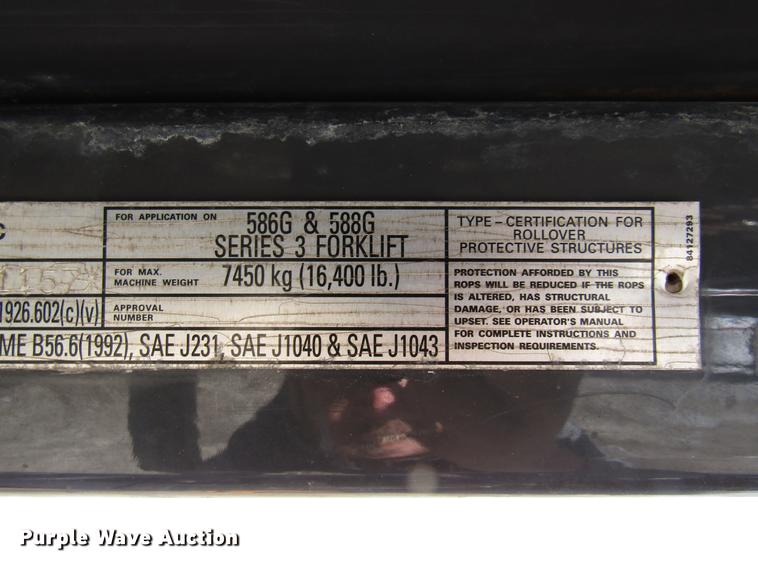 C
FOR APPLICATION ON 586G & 588G
SERIES 3 FORKLIFT
FOR MAX.
MACHINE WEIGHT 7450 kg (16,400 lb.)
1926.602(c)(v)
APPROVAL
NUMBER
ME B56.6(1992), SAE J231, SAE J1040 & SAE J1043
TYPE – CERTIFICATION FOR
ROLLOVER
PROTECTIVE STRUCTURES
PROTECTION AFFORDED BY THIS
ROPS WILL BE REDUCED IF THE ROPS
IS ALTERED, HAS STRUCTURAL
DAMAGE, OR HAS BEEN SUBJECT TO
UPSET. SEE OPERATOR'S MANUAL
FOR COMPLETE INSTRUCTIONS AND
INSPECTION REQUIREMENTS.
84127293
Purple Wave Auction